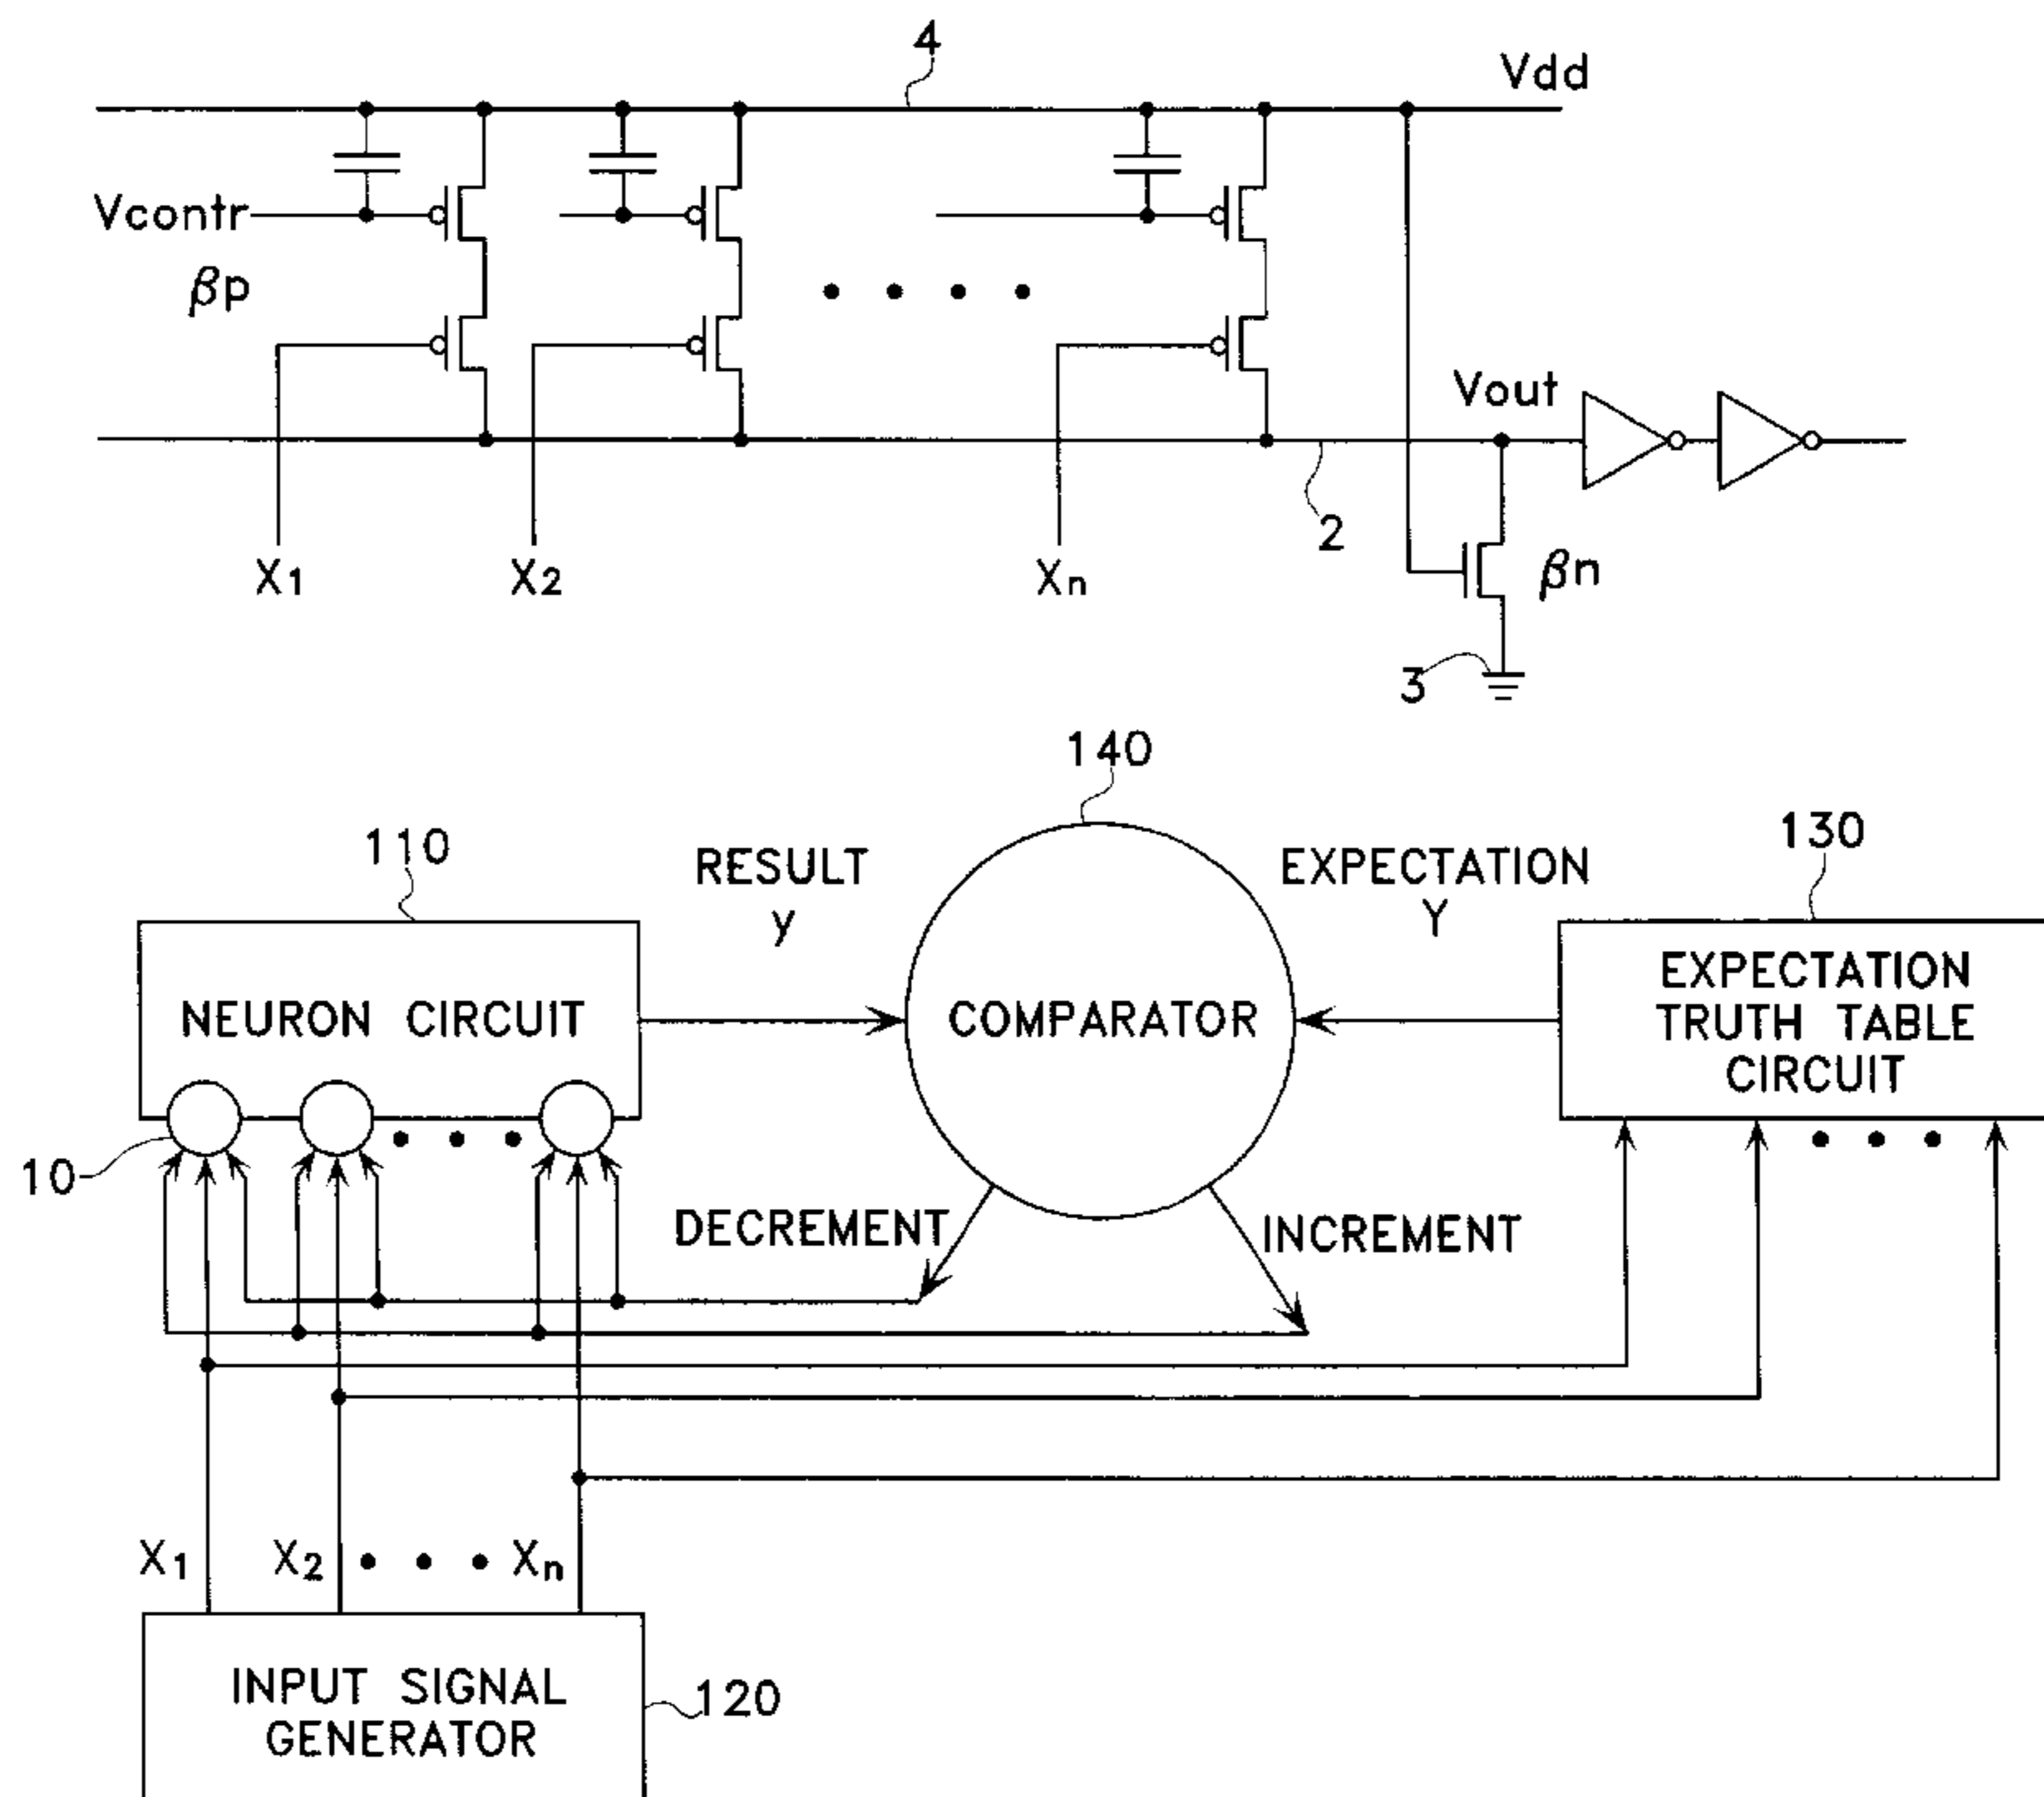 4
Vdd
Vcontr
βp
Vout
X1
X2
Xn
2
βn
3
140
110
RESULT
y
EXPECTATION
Y
130
NEURON CIRCUIT
COMPARATOR
EXPECTATION
TRUTH TABLE
CIRCUIT
10
DECREMENT
INCREMENT
X1
X2
Xn
INPUT SIGNAL
GENERATOR
120